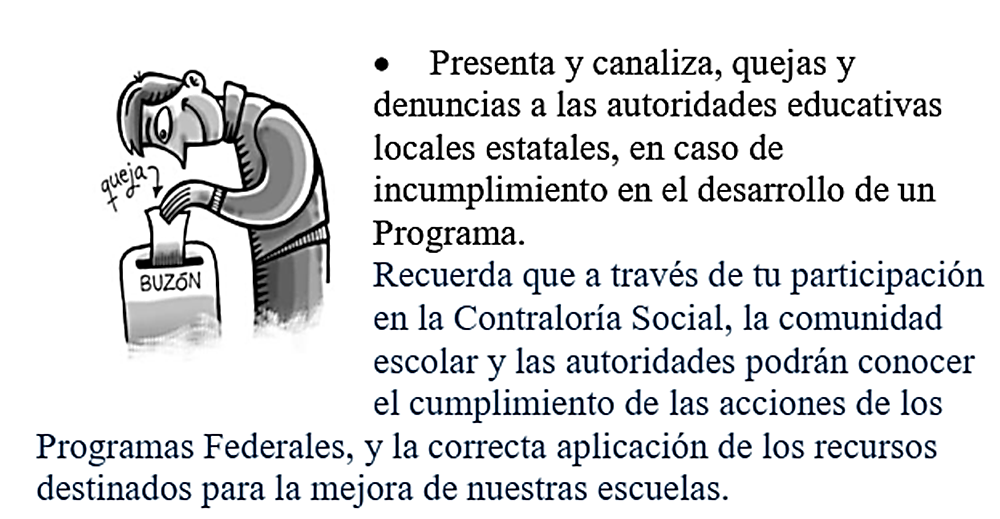 • Presenta y canaliza, quejas y
denuncias a las autoridades educativas
locales estatales, en caso de
incumplimiento en el desarrollo de un
Programa.
queja
BUZÓN
Recuerda que a través de tu participación
en la Contraloría Social, la comunidad
escolar y las autoridades podrán conocer
el cumplimiento de las acciones de los
Programas Federales, y la correcta aplicación de los recursos
destinados para la mejora de nuestras escuelas.